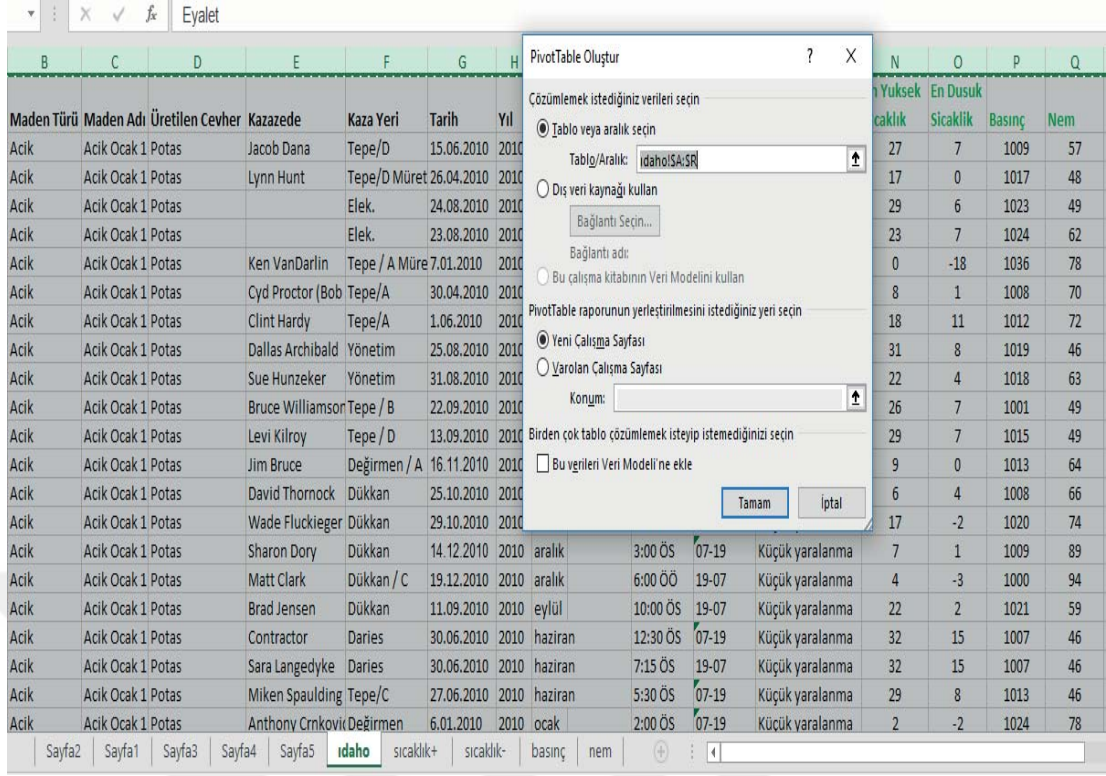 fx Eyalet
B C D E F G H N O P Q
PivotTable Oluştur ? X
Çözümlemek istediğiniz verileri seçin
Tablo veya aralık seçin
Tablo/Aralık: ıdaho!$A:$R
Dış veri kaynağı kullan
Bağlantı Seçin...
Bağlantı adı:
Bu çalışma kitabının Veri Modelini kullan
PivotTable raporunun yerleştirilmesini istediğiniz yeri seçin
Yeni Çalışma Sayfası
Varolan Çalışma Sayfası
Konum:
Birden çok tablo çözümlemek isteyip istemediğinizi seçin
Bu verileri Veri Modeli'ne ekle
Tamam İptal
Yuksek En Dusuk
Maden Türü Maden Adı Üretilen Cevher Kazazede Kaza Yeri Tarih Yıl caklık Sicaklik Basınç Nem
Acik Acik Ocak 1 Potas Jacob Dana Tepe/D 15.06.2010 2010 27 7 1009 57
Acik Acik Ocak 1 Potas Lynn Hunt Tepe/D Müret 26.04.2010 2010 17 0 1017 48
Acik Acik Ocak 1 Potas Elek. 24.08.2010 2010 29 6 1023 49
Acik Acik Ocak 1 Potas Elek. 23.08.2010 2010 23 7 1024 62
Acik Acik Ocak 1 Potas Ken VanDarlin Tepe / A Müre 7.01.2010 2010 0 -18 1036 78
Acik Acik Ocak 1 Potas Cyd Proctor (Bob Tepe/A 30.04.2010 2010 8 1 1008 70
Acik Acik Ocak 1 Potas Clint Hardy Tepe/A 1.06.2010 2010 18 11 1012 72
Acik Acik Ocak 1 Potas Dallas Archibald Yönetim 25.08.2010 2010 31 8 1019 46
Acik Acik Ocak 1 Potas Sue Hunzeker Yönetim 31.08.2010 2010 22 4 1018 63
Acik Acik Ocak 1 Potas Bruce Williamson Tepe / B 22.09.2010 2010 26 7 1001 49
Acik Acik Ocak 1 Potas Levi Kilroy Tepe / D 13.09.2010 2010 29 7 1015 49
Acik Acik Ocak 1 Potas Jim Bruce Değirmen / A 16.11.2010 2010 9 0 1013 64
Acik Acik Ocak 1 Potas David Thornock Dükkan 25.10.2010 2010 6 4 1008 66
Acik Acik Ocak 1 Potas Wade Fluckieger Dükkan 29.10.2010 2010 17 -2 1020 74
Acik Acik Ocak 1 Potas Sharon Dory Dükkan 14.12.2010 2010 aralık 3:00 ÖS 07-19 Küçük yaralanma 7 1 1009 89
Acik Acik Ocak 1 Potas Matt Clark Dükkan / C 19.12.2010 2010 aralık 6:00 ÖÖ 19-07 Küçük yaralanma 4 -3 1000 94
Acik Acik Ocak 1 Potas Brad Jensen Dükkan 11.09.2010 2010 eylül 10:00 ÖS 19-07 Küçük yaralanma 22 2 1021 59
Acik Acik Ocak 1 Potas Contractor Daries 30.06.2010 2010 haziran 12:30 ÖS 07-19 Küçük yaralanma 32 15 1007 46
Acik Acik Ocak 1 Potas Sara Langedyke Daries 30.06.2010 2010 haziran 7:15 ÖS 19-07 Küçük yaralanma 32 15 1007 46
Acik Acik Ocak 1 Potas Miken Spaulding Tepe/C 27.06.2010 2010 haziran 5:30 ÖS 07-19 Küçük yaralanma 29 8 1013 46
Acik Acik Ocak 1 Potas Anthony Crnkovic Değirmen 6.01.2010 2010 ocak 2:00 ÖS 07-19 Küçük yaralanma 2 -2 1024 78
Sayfa2 Sayfa1 Sayfa3 Sayfa4 Sayfa5 ıdaho sıcaklık+ sıcaklık- basınç nem